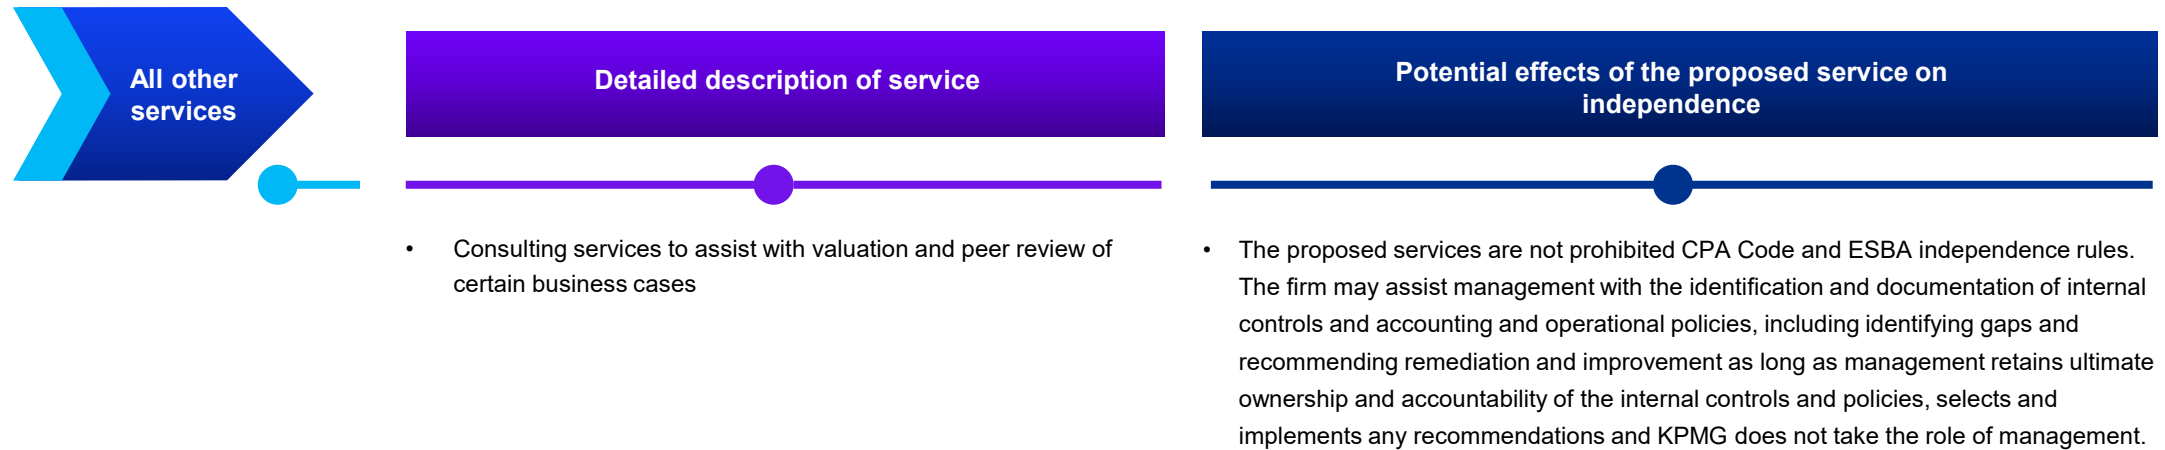 All other
services
Detailed description of service
Potential effects of the proposed service on
independence
• Consulting services to assist with valuation and peer review of
certain business cases
• The proposed services are not prohibited CPA Code and ESBA independence rules.
The firm may assist management with the identification and documentation of internal
controls and accounting and operational policies, including identifying gaps and
recommending remediation and improvement as long as management retains ultimate
ownership and accountability of the internal controls and policies, selects and
implements any recommendations and KPMG does not take the role of management.